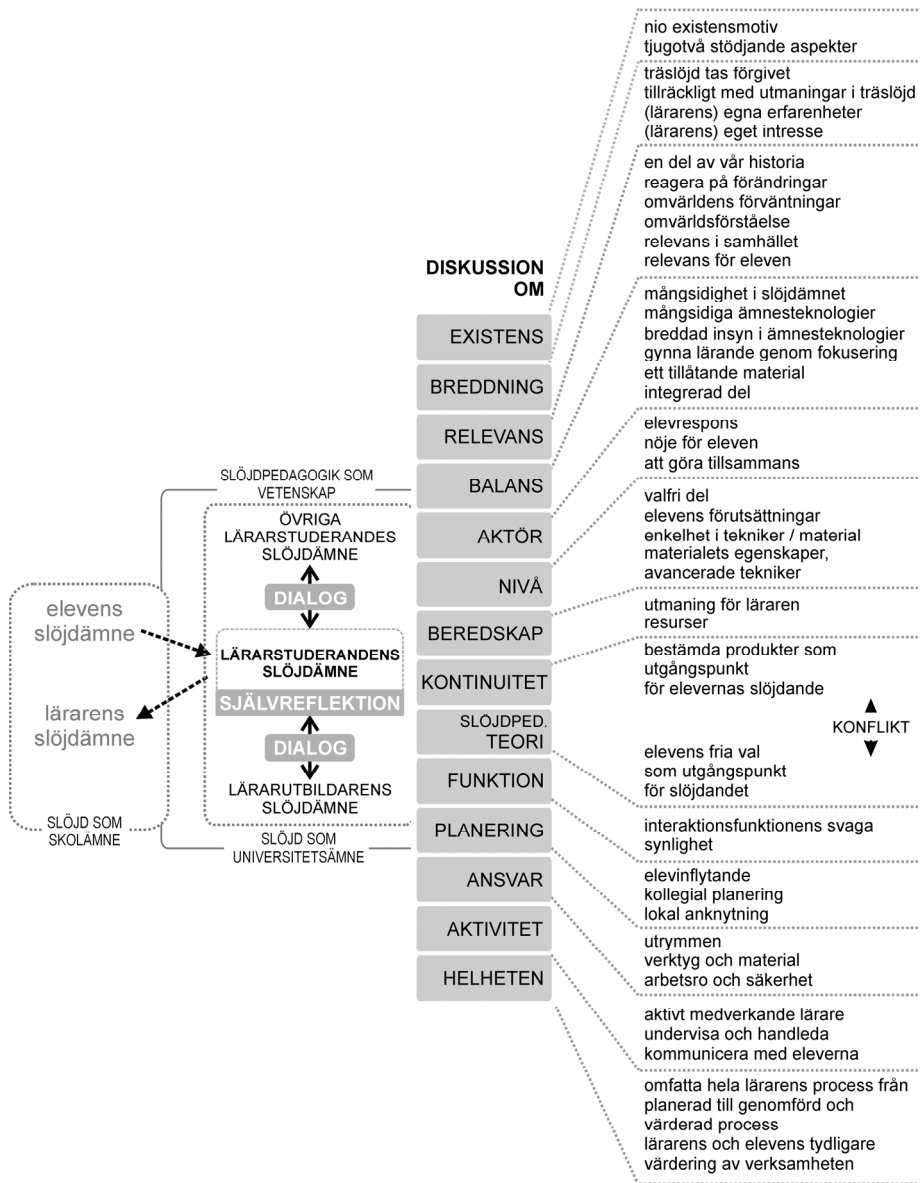 nio existensmotiv
tjugotvå stödjande aspekter
träslöjd tas förgivet
tillräckligt med utmaningar i träslöjd
(lärarens) egna erfarenheter
(lärarens) eget intresse
en del av vår historia
reagera på förändringar
omvärldens förväntningar
omvärldsförståelse
relevans i samhället
relevans för eleven
mångsidighet i slöjdämnet
mångsidiga ämnesteknologier
breddad insyn i ämnesteknologier
gynna lärande genom fokusering
ett tillåtande material
integrerad del
elevrespons
nöje för eleven
att göra tillsammans
valfri del
elevens förutsättningar
enkelhet i tekniker / material
materialets egenskaper,
avancerade tekniker
utmaning för läraren
resurser
bestämda produkter som
utgångspunkt
för elevernas slöjdande
KONFLIKT
elevens fria val
som utgångspunkt
för slöjdandet
interaktionsfunktionens svaga
synlighet
elevinflytande
kollegial planering
lokal anknytning
utrymmen
verktyg och material
arbetsro och säkerhet
aktivt medverkande lärare
undervisa och handleda
kommunicera med eleverna
omfatta hela lärarens process från
planerad till genomförd och
värderad process
lärarens och elevens tydligare
värdering av verksamheten
DISKUSSION
OM
EXISTENS
BREDDNING
RELEVANS
BALANS
AKTÖR
NIVÅ
BEREDSKAP
KONTINUITET
SLÖJDPED.
TEORI
FUNKTION
PLANERING
ANSVAR
AKTIVITET
HELHETEN
SLÖJDPEDAGOGIK SOM
VETENSKAP
ÖVRIGA
LÄRARSTUDERANDES
SLÖJDÄMNE
DIALOG
LÄRARSTUDERANDENS
SLÖJDÄMNE
SJÄLVREFLEKTION
DIALOG
LÄRARUTBILDARENS
SLÖJDÄMNE
SLÖJD SOM
UNIVERSITETSÄMNE
elevens
slöjdämne
lärarens
slöjdämne
SLÖJD SOM
SKOLÄMNE